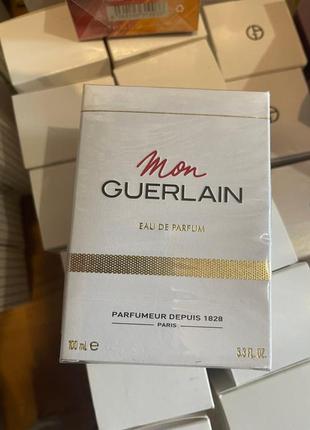 Mon
GUERLAIN
EAU DE PARFUM
PARFUMEUR DEPUIS 1828
PARIS
100 mL ℮ 3.3 FL. OZ.